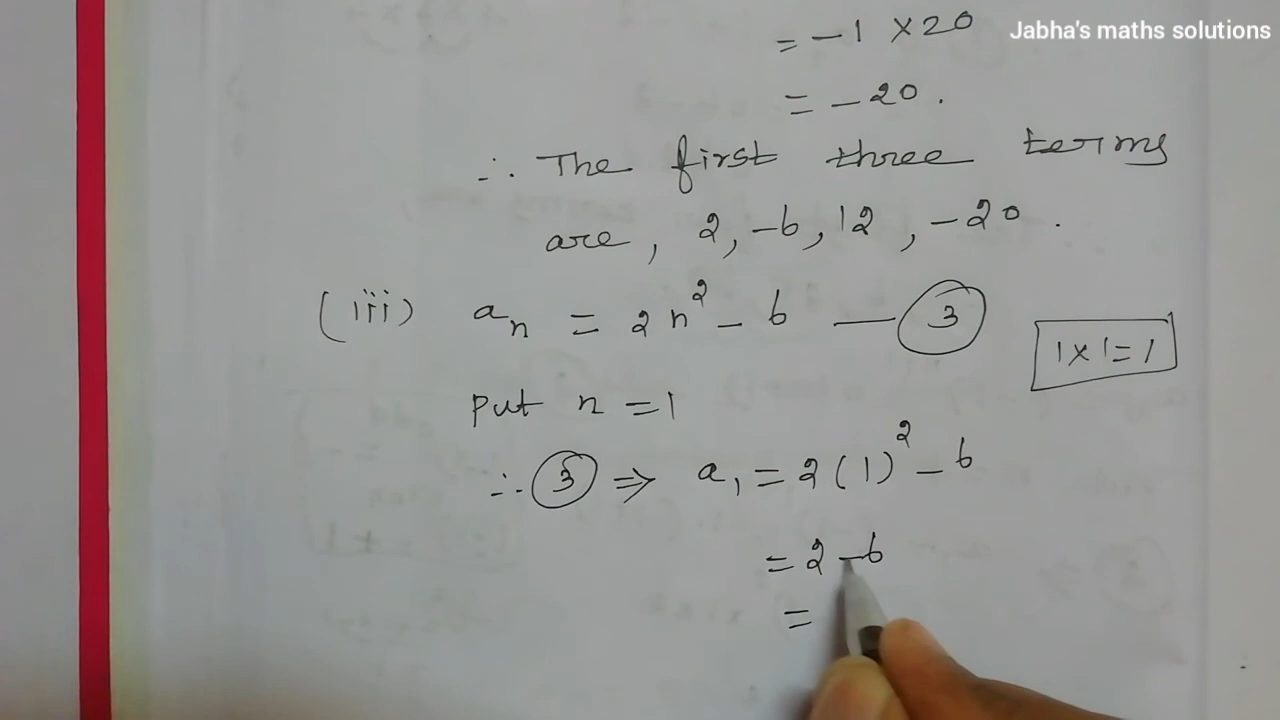 Jabha's maths solutions
= -1 × 20
= -20.
∴ The first three terms
are, 2, -6, 12, -20.
(iii) aₙ = 2n² - 6 — ③
1 × 1 = 1
put n = 1
∴ ③ ⇒ a₁ = 2(1)² - 6
= 2 - 6
=